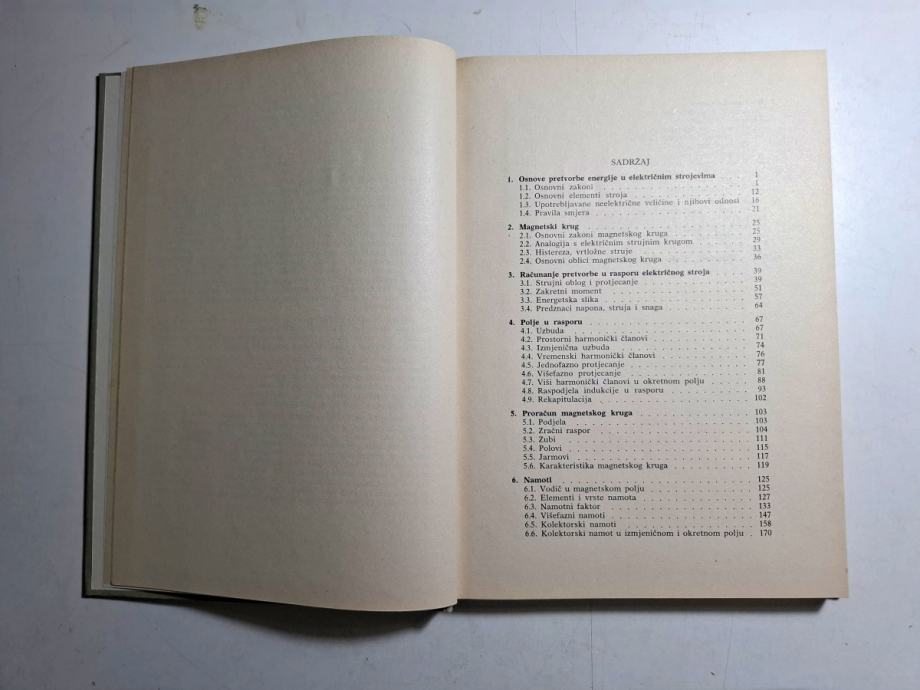 SADRŽAJ
1. Osnove pretvorbe energije u električnim strojevima . . . 1
1.1. Osnovni zakoni . . . . . . . . . . . . . . . 1
1.2. Osnovni elementi stroja . . . . . . . . . . . . 12
1.3. Upotrebljavane neelektrične veličine i njihovi odnosi . 16
1.4. Pravila smjera . . . . . . . . . . . . . . . 21
2. Magnetski krug . . . . . . . . . . . . . . . 25
2.1. Osnovni zakoni magnetskog kruga . . . . . . . . 25
2.2. Analogija s električnim strujnim krugom . . . . . . 29
2.3. Histereza, vrtložne struje . . . . . . . . . . . 33
2.4. Osnovni oblici magnetskog kruga . . . . . . . . 36
3. Računanje pretvorbe u rasporu električnog stroja . . . . 39
3.1. Strujni oblog i protjecanje . . . . . . . . . . . 39
3.2. Zakretni moment . . . . . . . . . . . . . . 51
3.3. Energetska slika . . . . . . . . . . . . . . 57
3.4. Predznaci napona, struja i snaga . . . . . . . . 64
4. Polje u rasporu . . . . . . . . . . . . . . . 67
4.1. Uzbuda . . . . . . . . . . . . . . . . . 67
4.2. Prostorni harmonički članovi . . . . . . . . . . 71
4.3. Izmjenična uzbuda . . . . . . . . . . . . . 74
4.4. Vremenski harmonički članovi . . . . . . . . . 76
4.5. Jednofazno protjecanje . . . . . . . . . . . . 77
4.6. Višefazno protjecanje . . . . . . . . . . . . 81
4.7. Viši harmonički članovi u okretnom polju . . . . . 88
4.8. Raspodjela indukcije u rasporu . . . . . . . . . 93
4.9. Rekapitulacija . . . . . . . . . . . . . . . 102
5. Proračun magnetskog kruga . . . . . . . . . . . 103
5.1. Podjela . . . . . . . . . . . . . . . . . 103
5.2. Zračni raspor . . . . . . . . . . . . . . . 104
5.3. Zubi . . . . . . . . . . . . . . . . . . 111
5.4. Polovi . . . . . . . . . . . . . . . . . 115
5.5. Jarmovi . . . . . . . . . . . . . . . . . 117
5.6. Karakteristika magnetskog kruga . . . . . . . . 119
6. Namoti . . . . . . . . . . . . . . . . . . 125
6.1. Vodič u magnetskom polju . . . . . . . . . . 125
6.2. Elementi i vrste namota . . . . . . . . . . . 127
6.3. Namotni faktor . . . . . . . . . . . . . . 133
6.4. Višefazni namoti . . . . . . . . . . . . . . 147
6.5. Kolektorski namoti . . . . . . . . . . . . . 158
6.6. Kolektorski namot u izmjeničnom i okretnom polju . 170